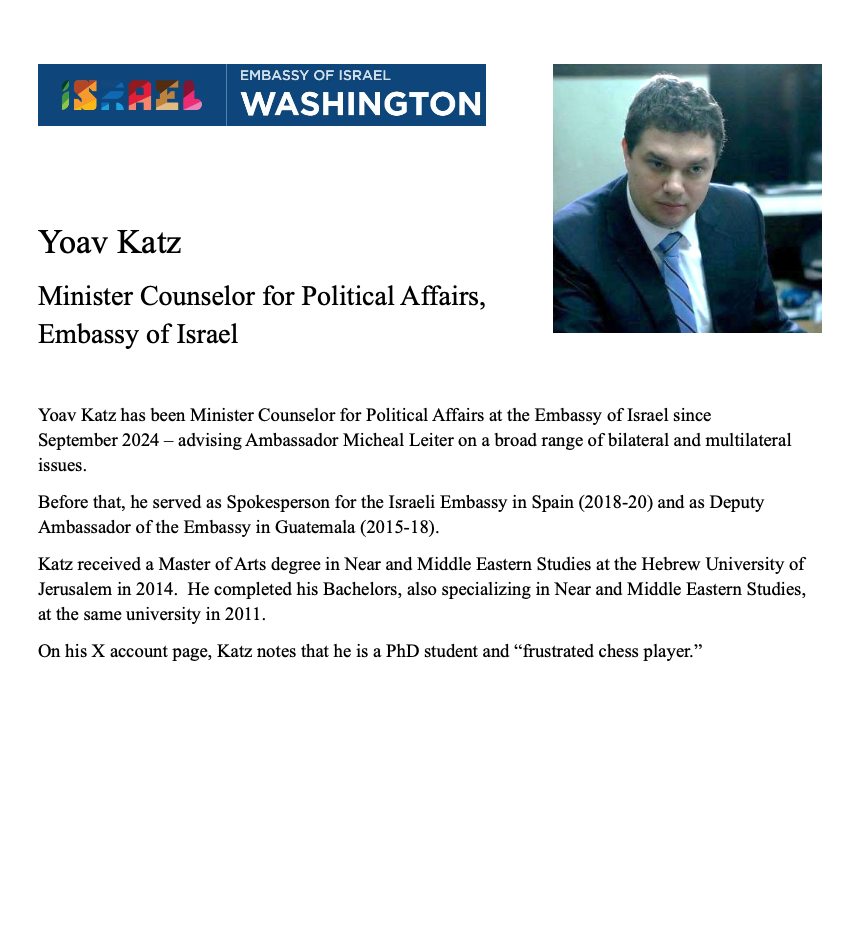 ISRAEL
EMBASSY OF ISRAEL
WASHINGTON
Yoav Katz
Minister Counselor for Political Affairs,
Embassy of Israel
Yoav Katz has been Minister Counselor for Political Affairs at the Embassy of Israel since
September 2024 – advising Ambassador Micheal Leiter on a broad range of bilateral and multilateral
issues.
Before that, he served as Spokesperson for the Israeli Embassy in Spain (2018-20) and as Deputy
Ambassador of the Embassy in Guatemala (2015-18).
Katz received a Master of Arts degree in Near and Middle Eastern Studies at the Hebrew University of
Jerusalem in 2014.  He completed his Bachelors, also specializing in Near and Middle Eastern Studies,
at the same university in 2011.
On his X account page, Katz notes that he is a PhD student and “frustrated chess player.”